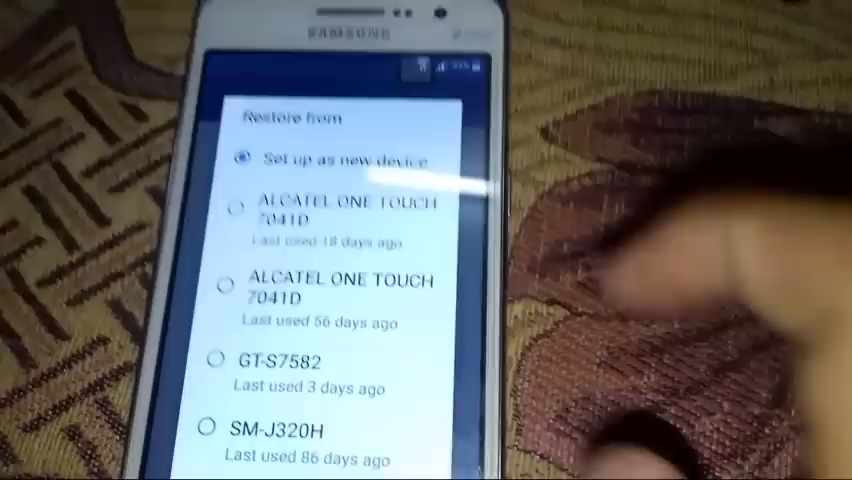 SAMSUNG
Restore from
Set up as new device
ALCATEL ONE TOUCH
7041D
Last used 18 days ago
ALCATEL ONE TOUCH
7041D
Last used 56 days ago
GT-S7582
Last used 3 days ago
SM-J320H
Last used 86 days ago